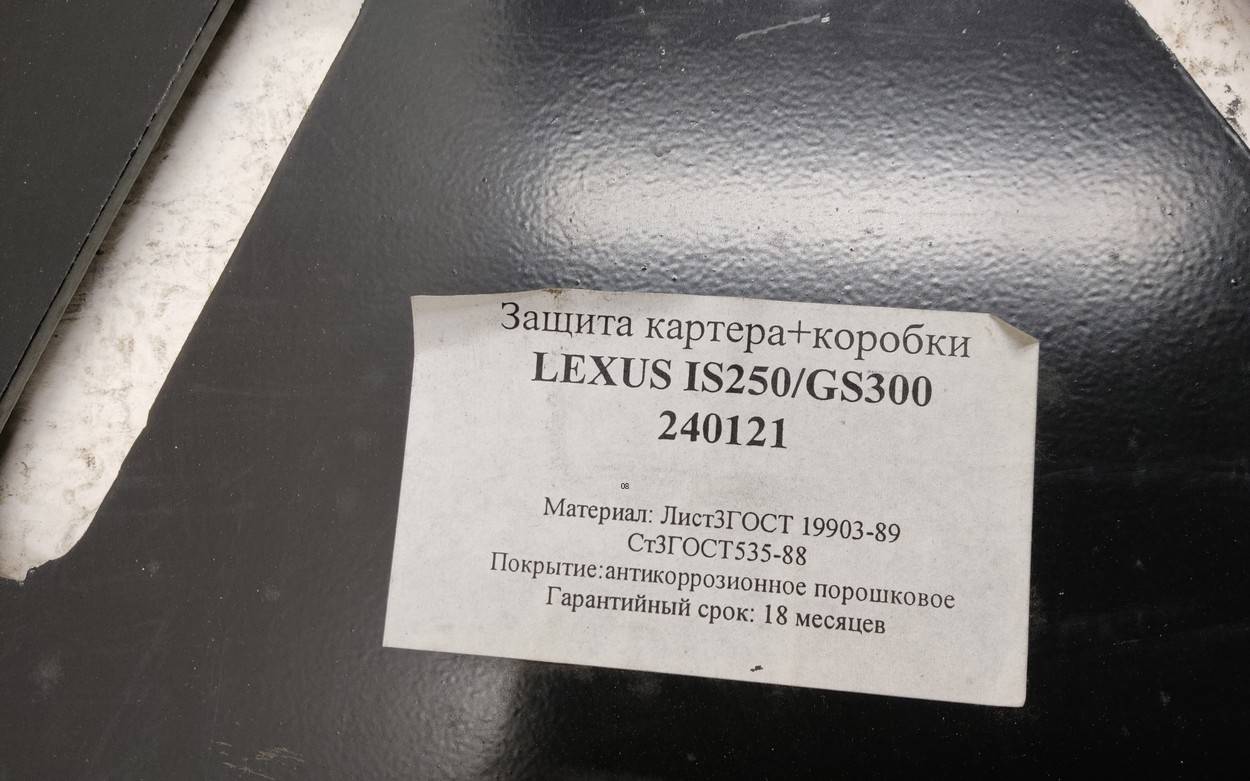 Защита картера+коробки
LEXUS IS250/GS300
240121
08
Материал: Лист3ГОСТ 19903-89
Ст3ГОСТ535-88
Покрытие:антикоррозионное порошковое
Гарантийный срок: 18 месяцев